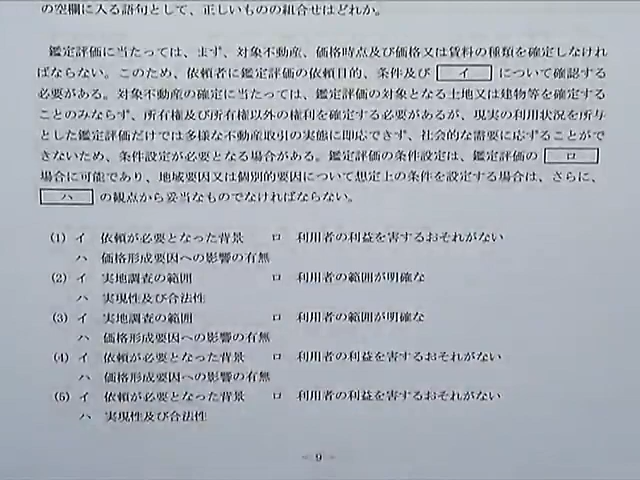 の空欄に入る語句として、正しいものの組合せはどれか。
鑑定評価に当たっては、まず、対象不動産、価格時点及び価格又は賃料の種類を確定しなけれ
ばならない。このため、依頼者に鑑定評価の依頼目的、条件及び イ について確認する
必要がある。対象不動産の確定に当たっては、鑑定評価の対象となる土地又は建物等を確定する
ことのみならず、所有権及び所有権以外の権利を確定する必要があるが、現実の利用状況を所与
とした鑑定評価だけでは多様な不動産取引の実態に即応できず、社会的な需要に応ずることがで
きないため、条件設定が必要となる場合がある。鑑定評価の条件設定は、鑑定評価の ロ
場合に可能であり、地域要因又は個別的要因について想定上の条件を設定する場合は、さらに、
ハ の観点から妥当なものでなければならない。
(1) イ 依頼が必要となった背景 ロ 利用者の利益を害するおそれがない
ハ 価格形成要因への影響の有無
(2) イ 実地調査の範囲 ロ 利用者の範囲が明確な
ハ 実現性及び合法性
(3) イ 実地調査の範囲 ロ 利用者の範囲が明確な
ハ 価格形成要因への影響の有無
(4) イ 依頼が必要となった背景 ロ 利用者の利益を害するおそれがない
ハ 価格形成要因への影響の有無
(5) イ 依頼が必要となった背景 ロ 利用者の利益を害するおそれがない
ハ 実現性及び合法性
- 9 -